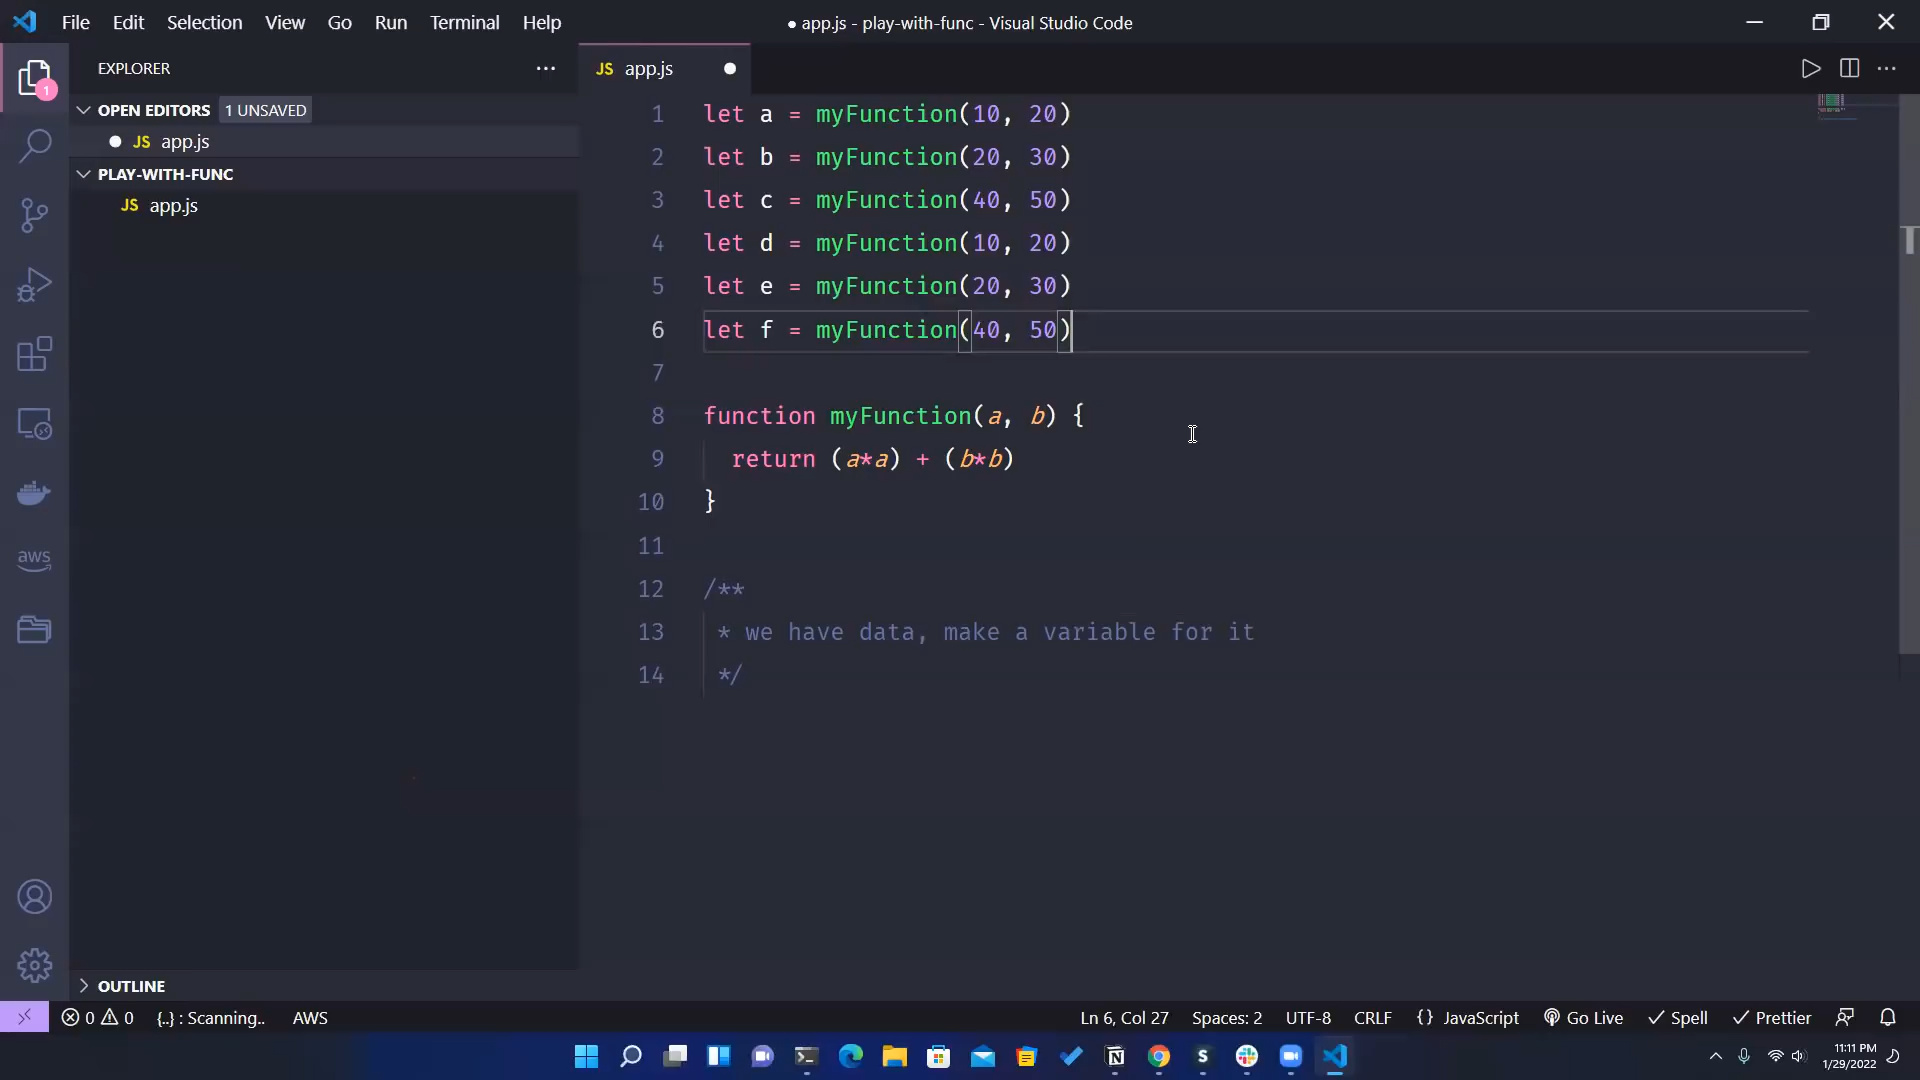 File Edit Selection View Go Run Terminal Help
● app.js - play-with-func - Visual Studio Code
EXPLORER
OPEN EDITORS 1 UNSAVED
JS app.js
PLAY-WITH-FUNC
JS app.js
OUTLINE
1
JS app.js
1 let a = myFunction(10, 20)
2 let b = myFunction(20, 30)
3 let c = myFunction(40, 50)
4 let d = myFunction(10, 20)
5 let e = myFunction(20, 30)
6 let f = myFunction(40, 50)
7
8 function myFunction(a, b) {
9 return (a*a) + (b*b)
10 }
11
12 /**
13 * we have data, make a variable for it
14 */
aws
0 0 {..} : Scanning.. AWS
Ln 6, Col 27 Spaces: 2 UTF-8 CRLF {} JavaScript Go Live ✓ Spell ✓ Prettier
11:11 PM
1/29/2022